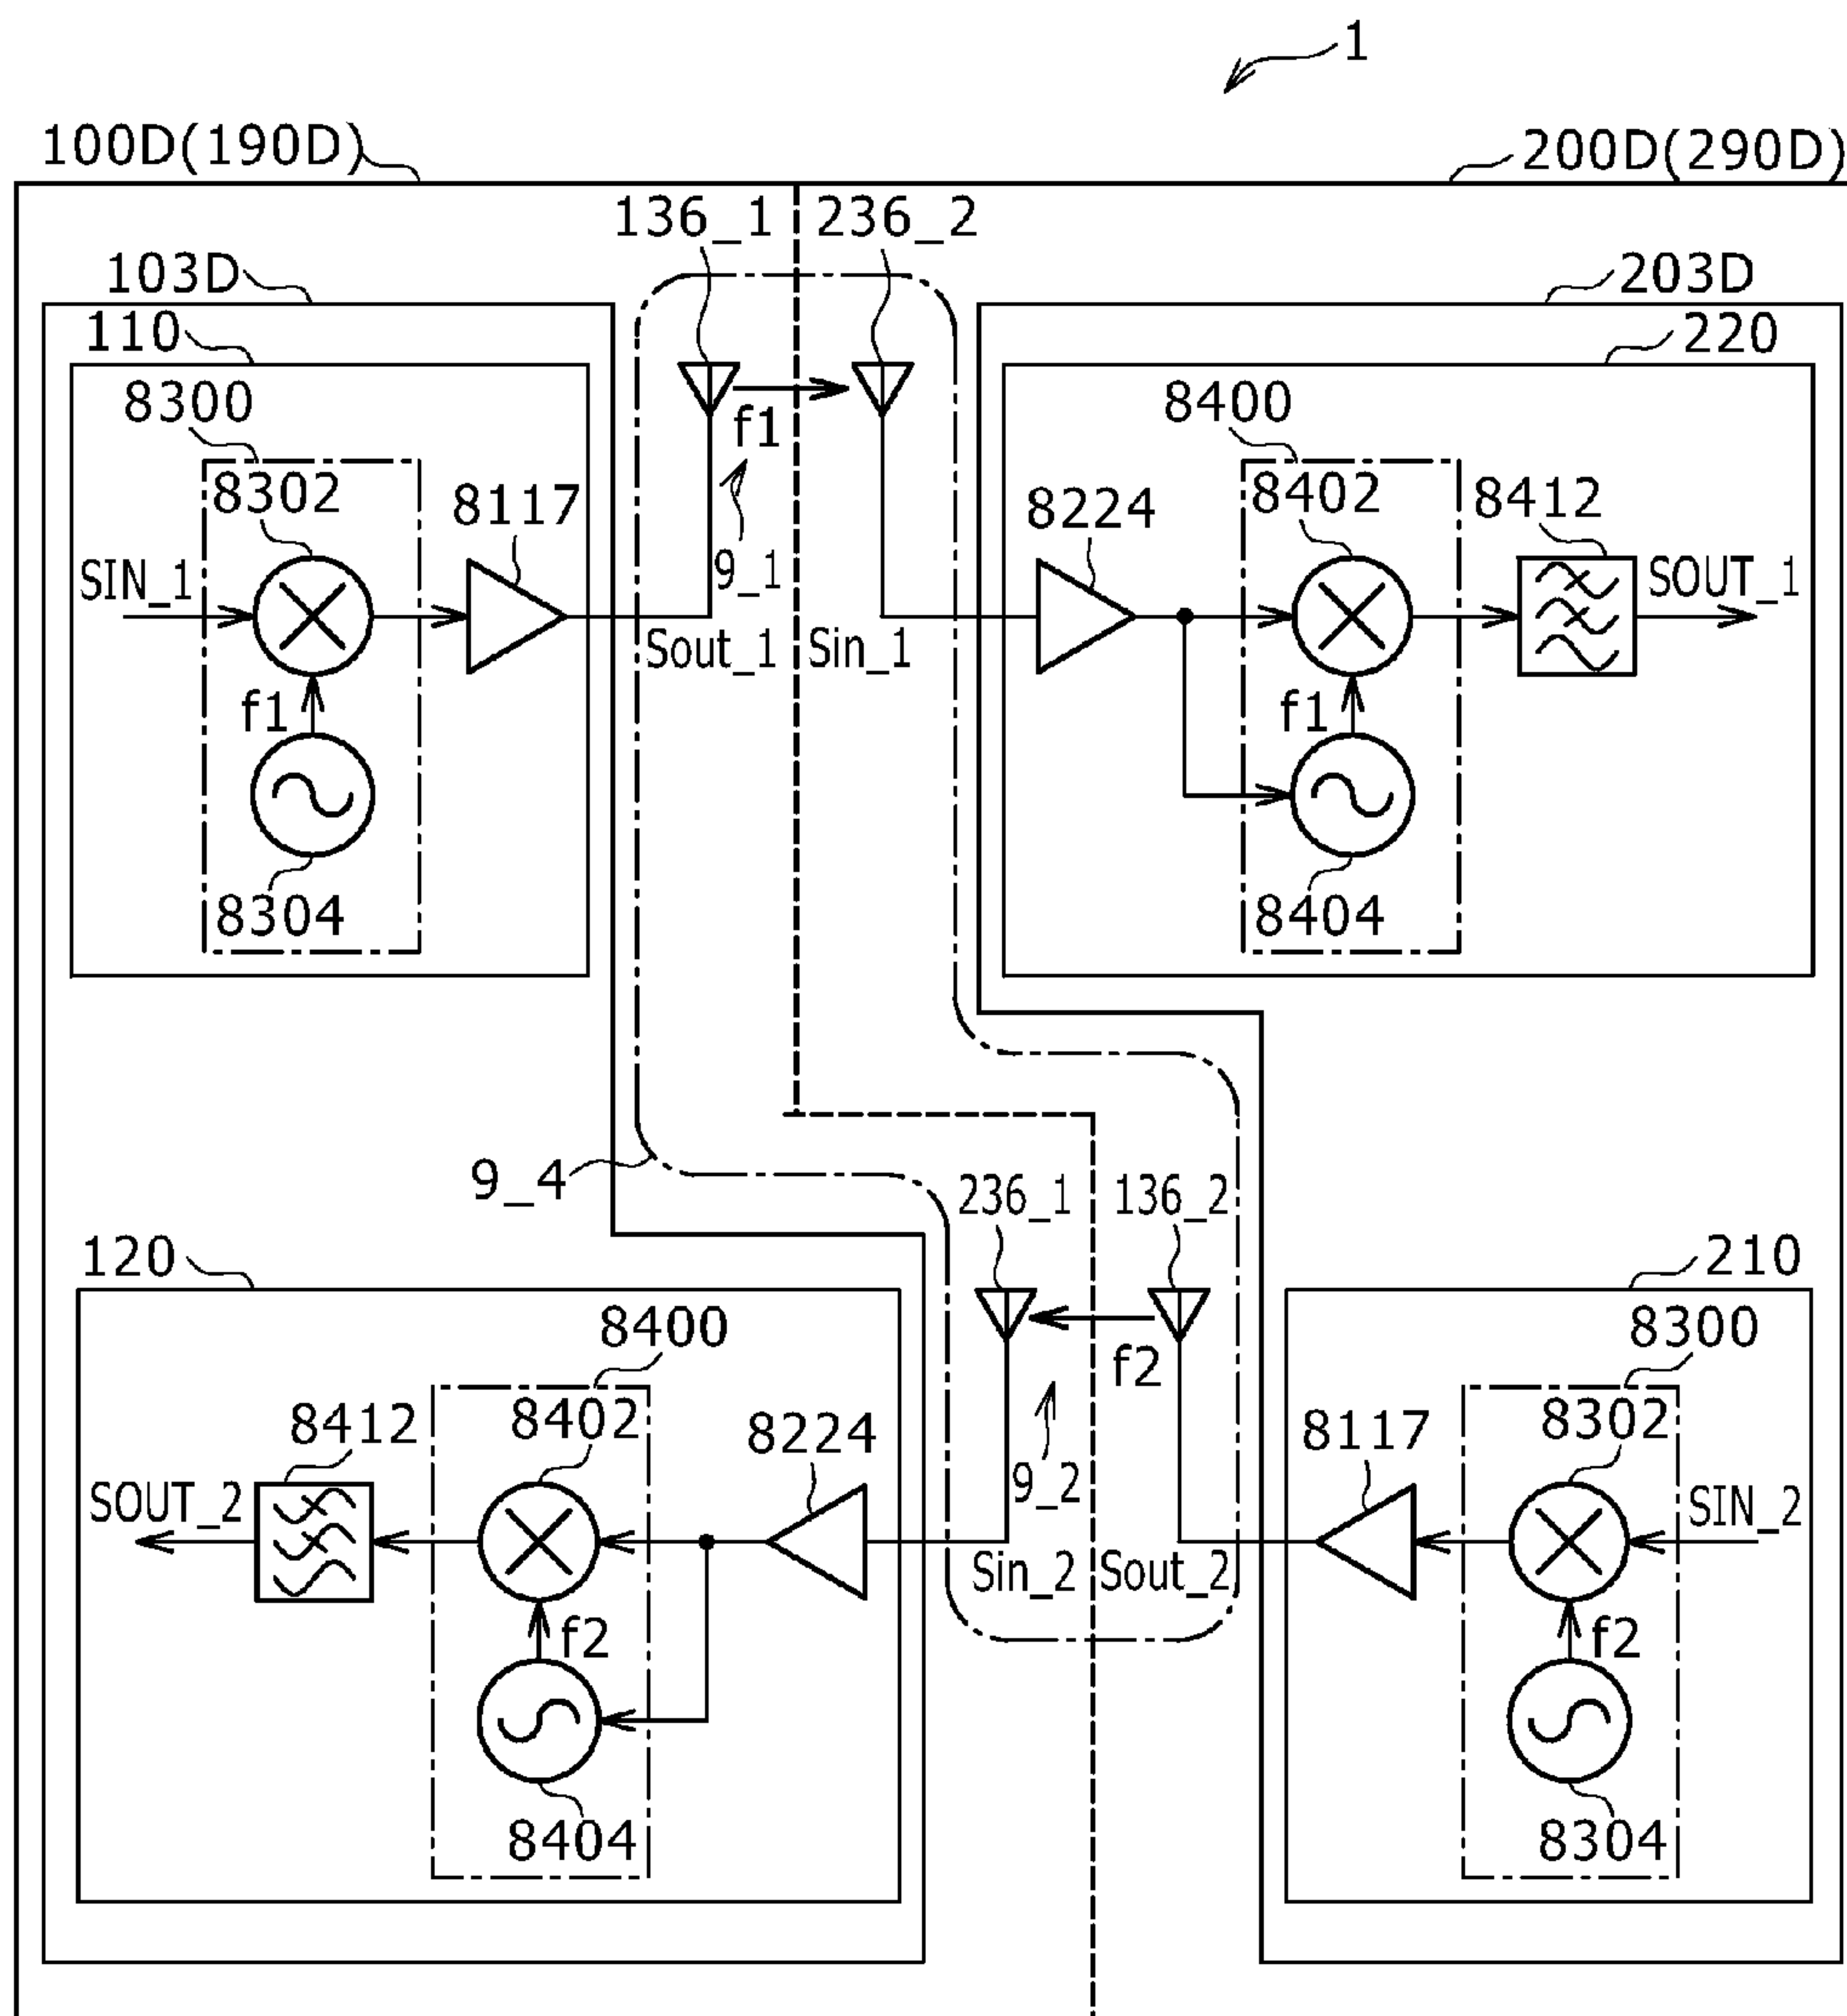 1
100D(190D)
200D(290D)
136_1
236_2
103D
203D
110
220
8300
8400
f1
8302
8117
8402
8412
8224
SIN_1
9_1
SOUT_1
Sout_1
Sin_1
f1
f1
8304
8404
9_4
236_1
136_2
120
210
8400
8300
f2
8412
8402
8224
8117
8302
SOUT_2
9_2
SIN_2
Sin_2
Sout_2
f2
f2
8404
8304